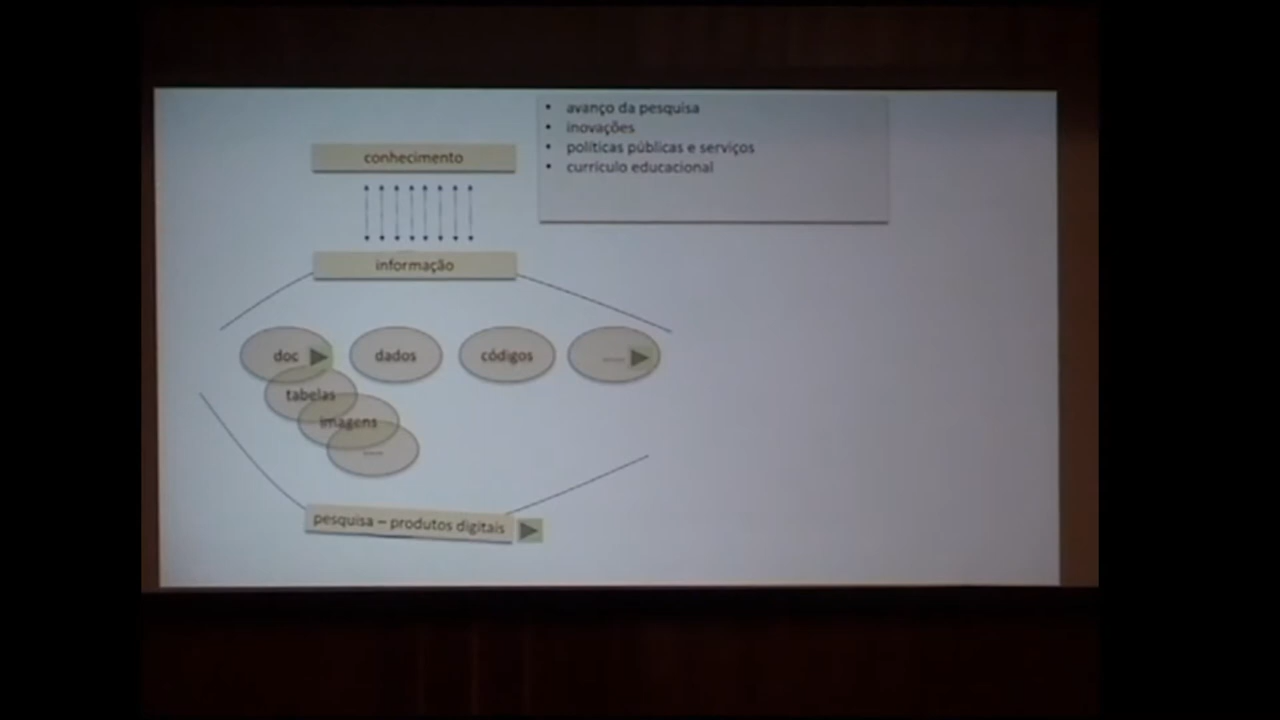 conhecimento
• avanço da pesquisa
• inovações
• políticas públicas e serviços
• currículo educacional
informação
doc
dados
códigos
.....
tabelas
imagens
.....
pesquisa – produtos digitais